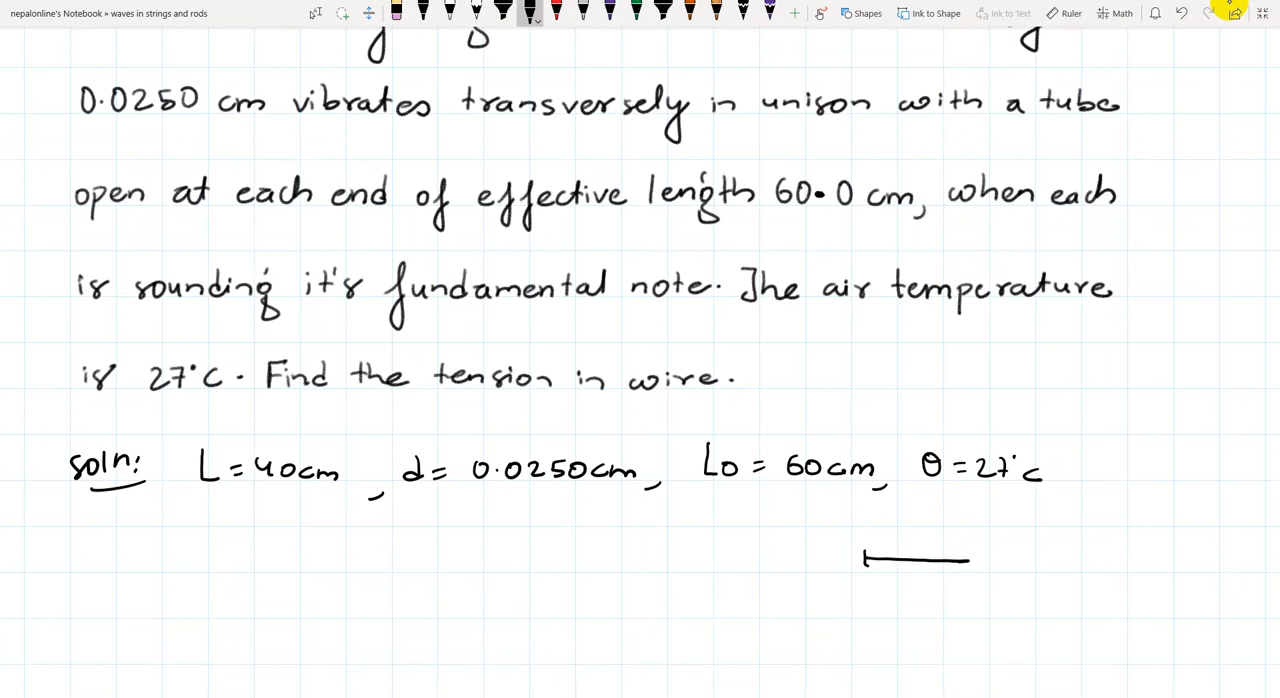 nepalonline's Notebook » waves in strings and rods
Shapes Ink to Shape Ink to Text Ruler Math
0.0250 cm vibrates transversely in unison with a tube
open at each end of effective length 60.0 cm, when each
is sounding it's fundamental note. The air temperature
is 27°C. Find the tension in wire.
soln: L = 40cm, d = 0.0250cm, Lo = 60cm, θ = 27°C